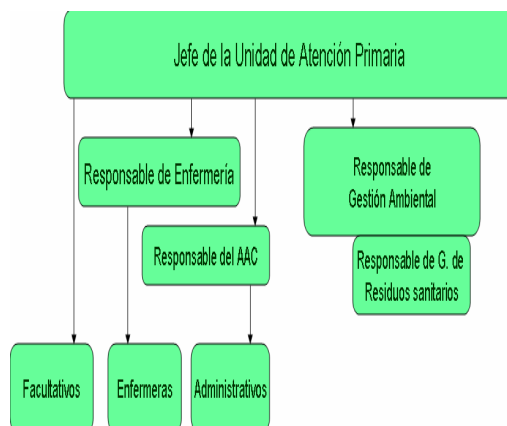 Jefe de la Unidad de Atención Primaria
Responsable de Enfermería
Responsable de
Gestión Ambiental
Responsable del AAC
Responsable de G. de
Residuos sanitarios
Facultativos
Enfermeras
Administrativos